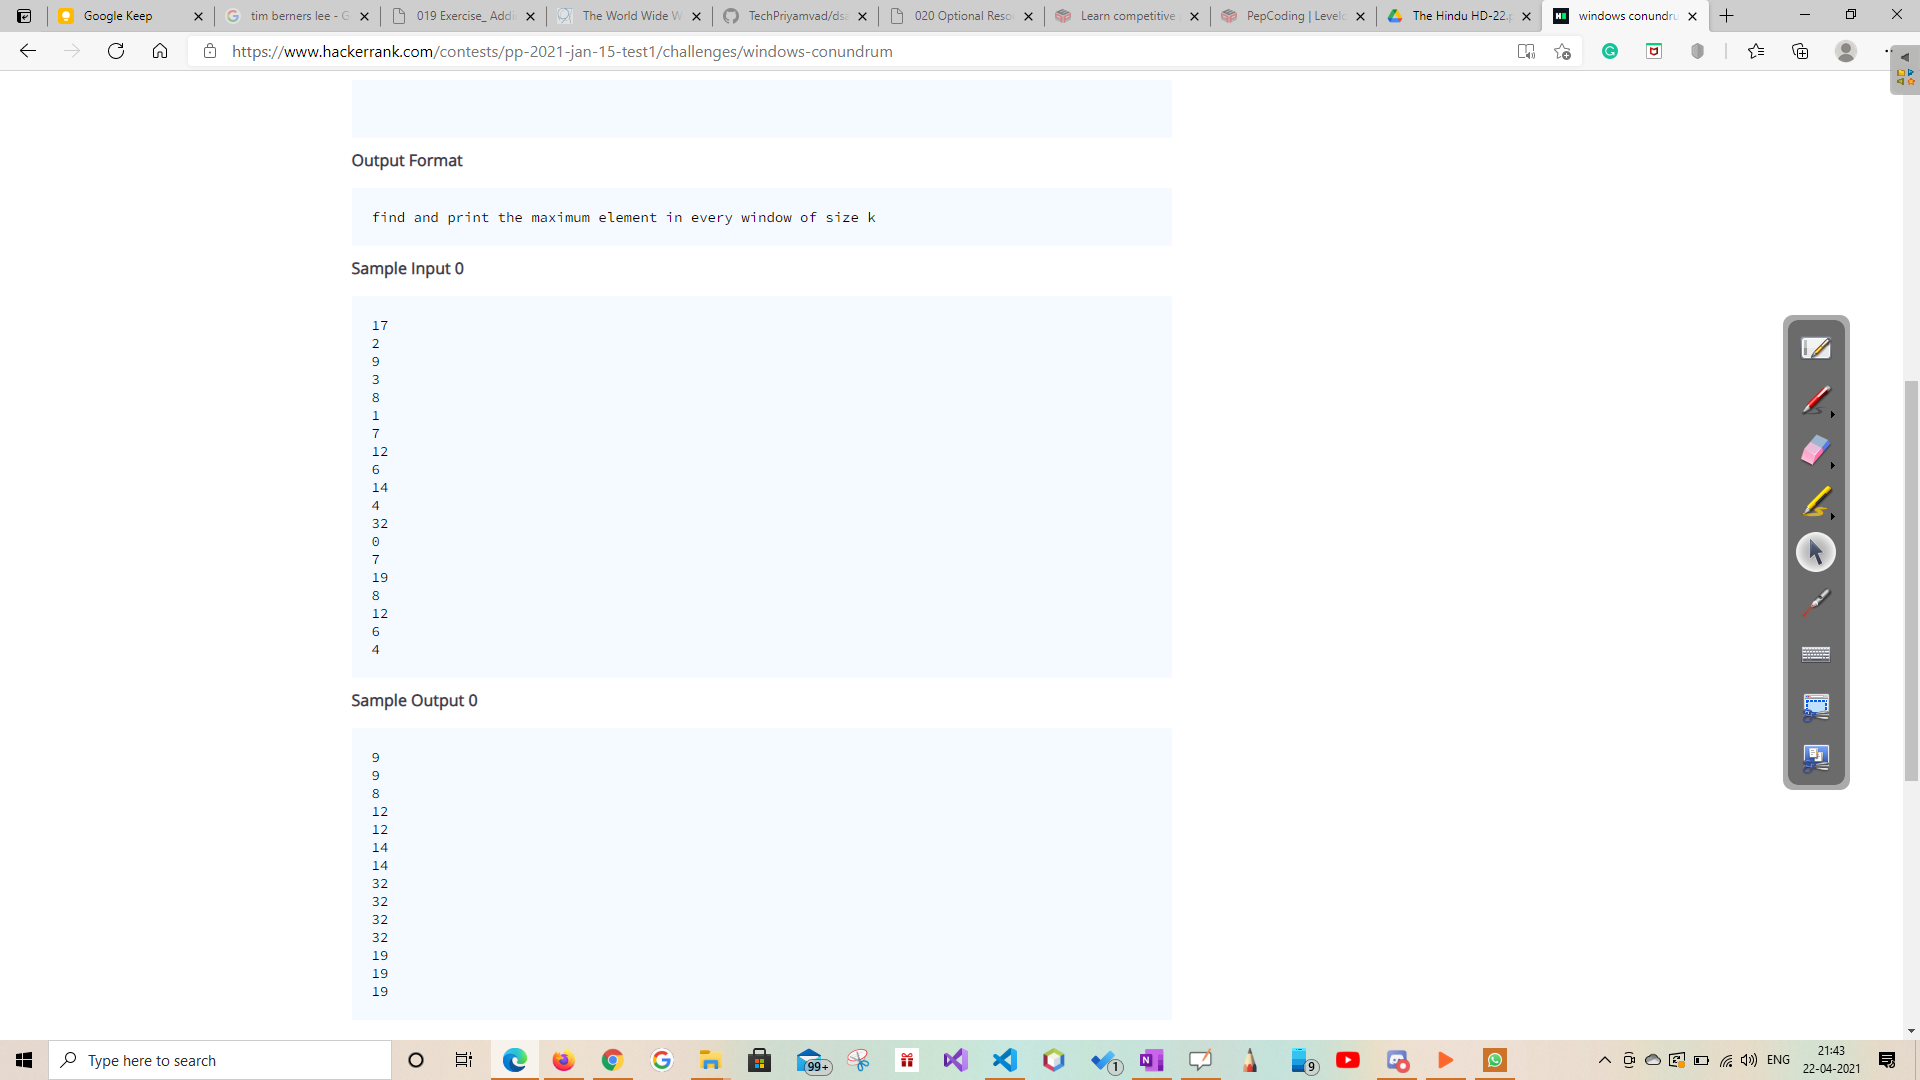 Google Keep
tim berners lee - G
019 Exercise_ Addi
The World Wide W
TechPriyamvad/dsa
020 Optional Reso
Learn competitive
PepCoding | Level
The Hindu HD-22.
windows conundru
https://www.hackerrank.com/contests/pp-2021-jan-15-test1/challenges/windows-conundrum
Output Format
find and print the maximum element in every window of size k
Sample Input 0
17
2
9
3
8
1
7
12
6
14
4
32
0
7
19
8
12
6
4
Sample Output 0
9
9
8
12
12
14
14
32
32
32
32
19
19
19
Type here to search
99+
1
9
ENG
21:43
22-04-2021